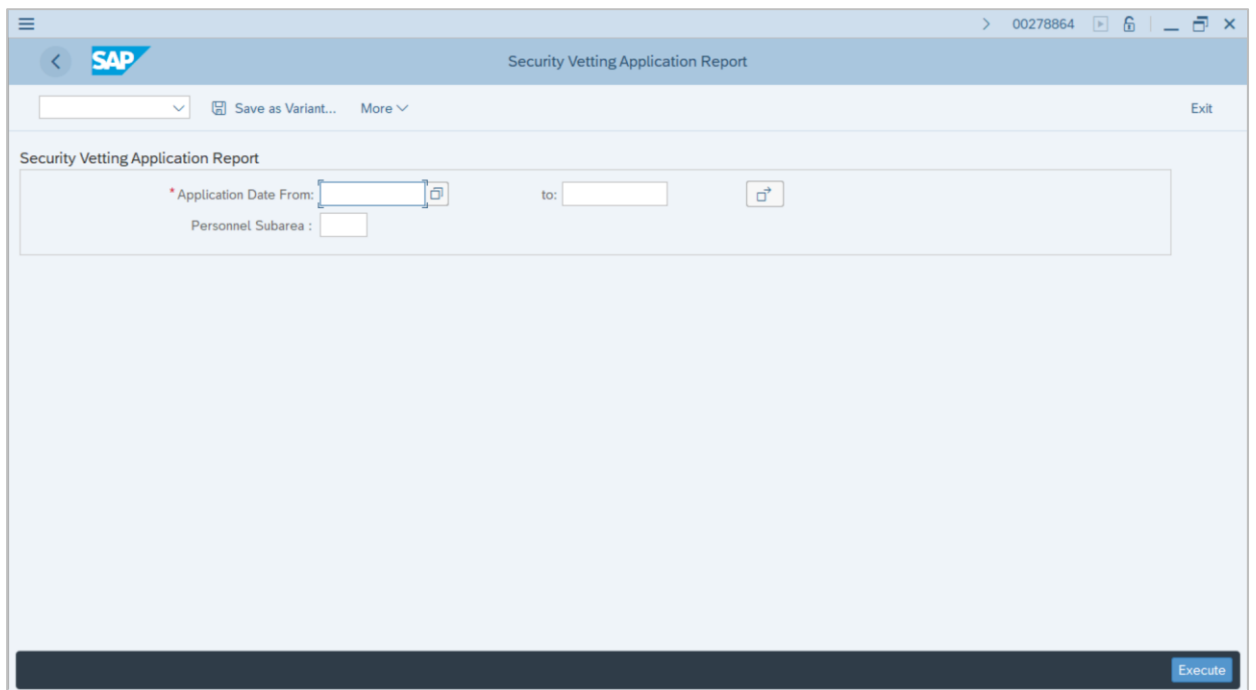 00278864
SAP
Security Vetting Application Report
Save as Variant... More Exit
Security Vetting Application Report
* Application Date From: to:
Personnel Subarea :
Execute